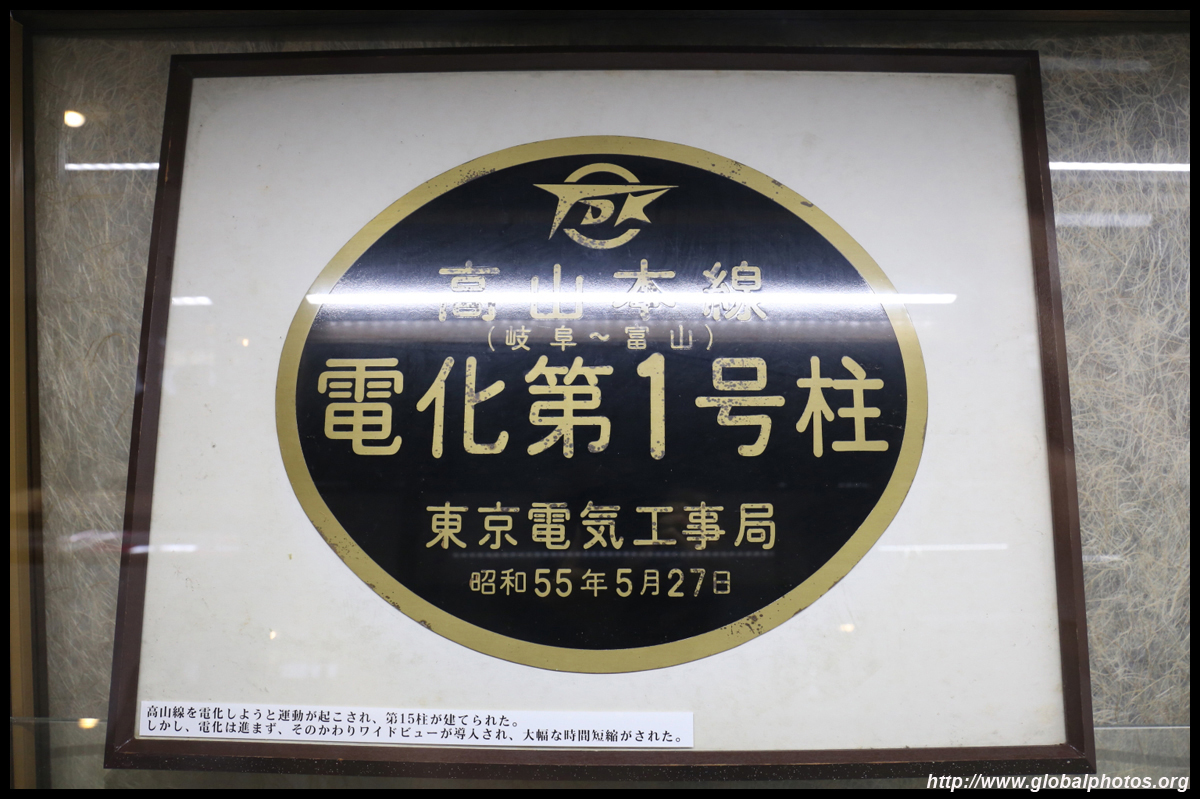 高山本線
(岐阜～富山)
電化第1号柱
東京電気工事局
昭和55年5月27日
高山線を電化しようと運動が起こされ、第15柱が建てられた。
しかし、電化は進まず、そのかわりワイドビューが導入され、大幅な時間短縮がされた。
http://www.globalphotos.org